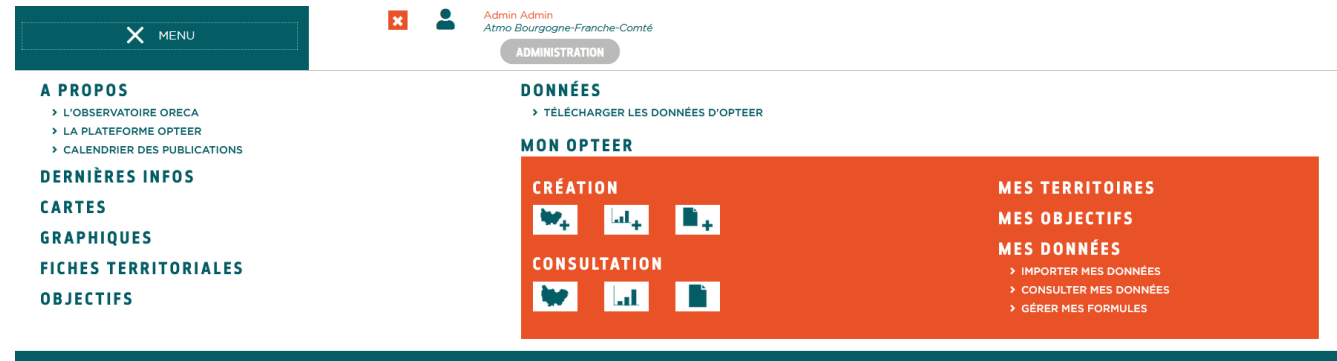 MENU
Admin Admin
Atmo Bourgogne-Franche-Comté
ADMINISTRATION
A PROPOS
L'OBSERVATOIRE ORECA
LA PLATEFORME OPTEER
CALENDRIER DES PUBLICATIONS
DERNIÈRES INFOS
CARTES
GRAPHIQUES
FICHES TERRITORIALES
OBJECTIFS
DONNÉES
TÉLÉCHARGER LES DONNÉES D'OPTEER
MON OPTEER
CRÉATION
CONSULTATION
MES TERRITOIRES
MES OBJECTIFS
MES DONNÉES
IMPORTER MES DONNÉES
CONSULTER MES DONNÉES
GÉRER MES FORMULES